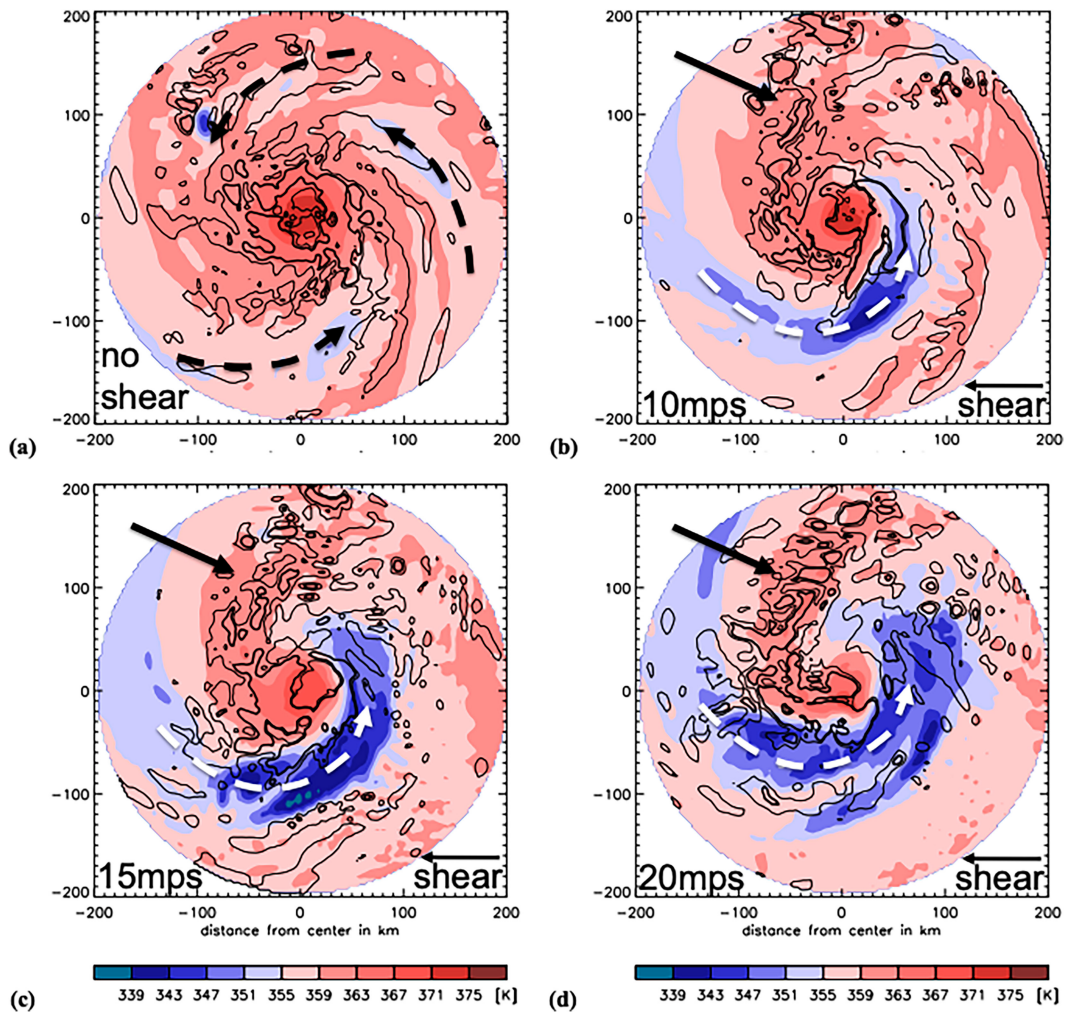 200
100
0
−100
−200
no
shear
−200 −100 0 100 200
(a)
200
100
0
−100
−200
10mps
shear
−200 −100 0 100 200
(b)
200
100
0
−100
−200
15mps
shear
−200 −100 0 100 200
distance from center in km
200
100
0
−100
−200
20mps
shear
−200 −100 0 100 200
distance from center in km
(c)
339 343 347 351 355 359 363 367 371 375 [K]
(d)
339 343 347 351 355 359 363 367 371 375 [K]